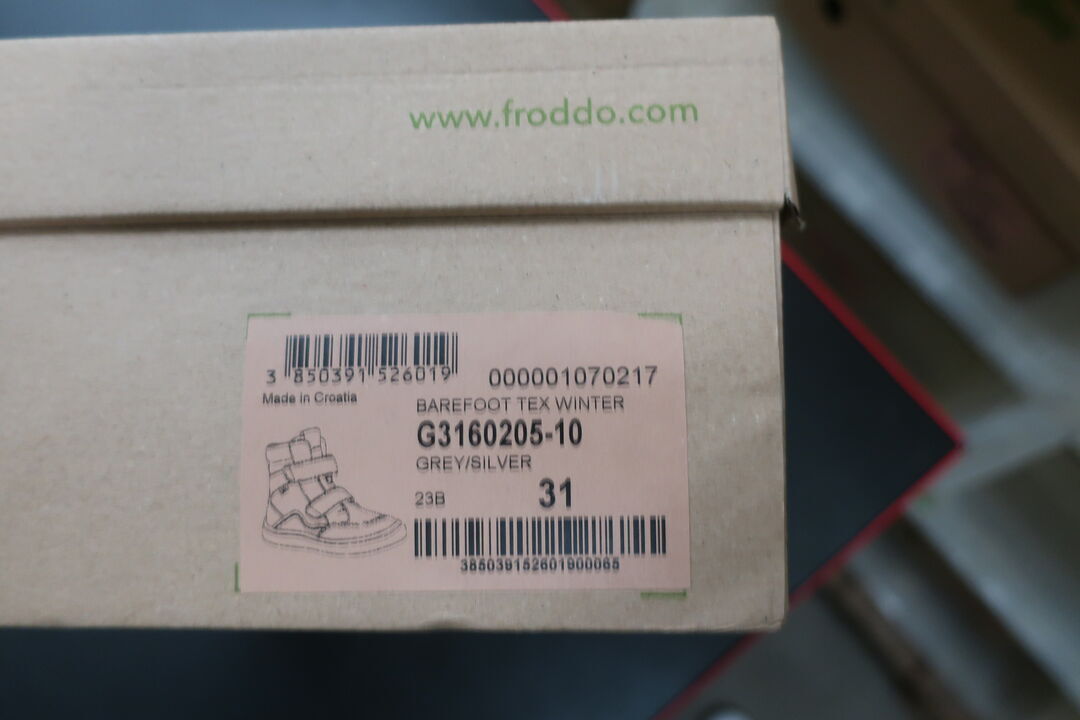 www.froddo.com
3 850391 526019
000001070217
Made in Croatia
BAREFOOT TEX WINTER
G3160205-10
GREY/SILVER
23B
31
385039152601900065